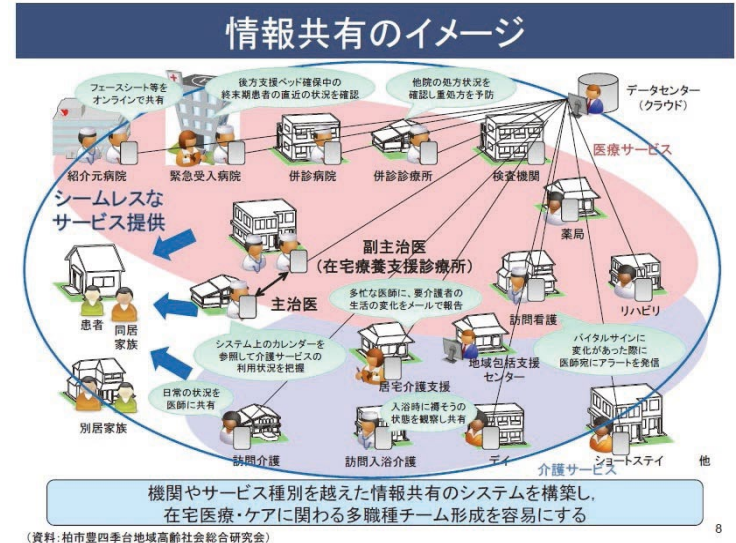 情報共有のイメージ
フェースシート等を
オンラインで共有
後方支援ベッド確保中の
終末期患者の直近の状況を確認
他院の処方状況を
確認し重処方を予防
データセンター
(クラウド)
医療サービス
紹介元病院
緊急受入病院
併診病院
併診診療所
検査機関
シームレスな
サービス提供
薬局
副主治医
(在宅療養支援診療所)
主治医
多忙な医師に、要介護者の
生活の変化をメールで報告
訪問看護
リハビリ
患者
同居
家族
システム上のカレンダーを
参照して介護サービスの
利用状況を把握
居宅介護支援
地域包括支援
センター
バイタルサインに
変化があった際に
医師宛にアラートを発信
日常の状況を
医師に共有
入浴時に褥そうの
状態を観察し共有
別居家族
訪問介護
訪問入浴介護
デイ
ショートステイ
他
介護サービス
機関やサービス種別を越えた情報共有のシステムを構築し,
在宅医療・ケアに関わる多職種チーム形成を容易にする
8
(資料:柏市豊四季台地域高齢社会総合研究会)